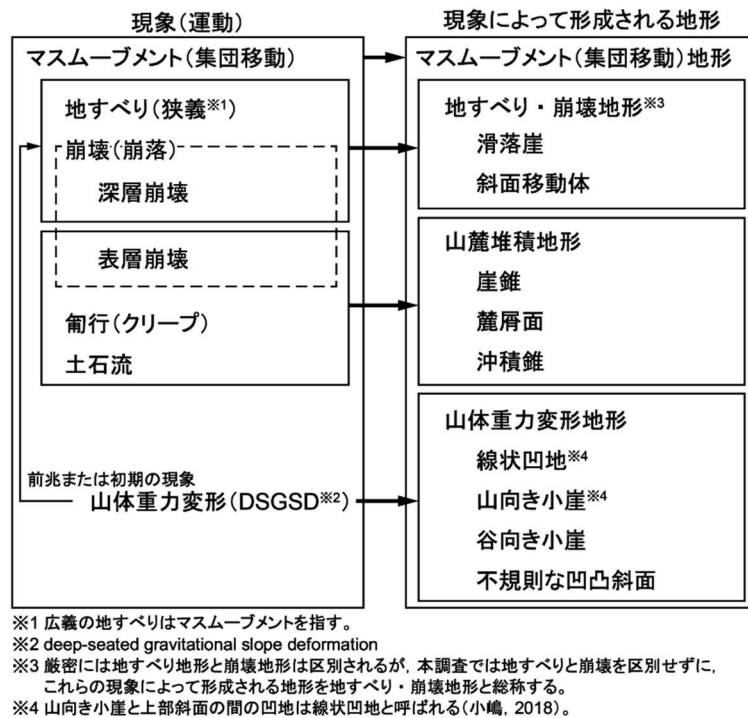 現象(運動)
マスムーブメント(集団移動)
地すべり(狭義※1)
崩壊(崩落)
深層崩壊
表層崩壊
匍行(クリープ)
土石流
前兆または初期の現象
山体重力変形(DSGSD※2)
現象によって形成される地形
マスムーブメント(集団移動)地形
地すべり・崩壊地形※3
滑落崖
斜面移動体
山麓堆積地形
崖錐
麓屑面
沖積錐
山体重力変形地形
線状凹地※4
山向き小崖※4
谷向き小崖
不規則な凹凸斜面
※1 広義の地すべりはマスムーブメントを指す。
※2 deep-seated gravitational slope deformation
※3 厳密には地すべり地形と崩壊地形は区別されるが，本調査では地すべりと崩壊を区別せずに，
これらの現象によって形成される地形を地すべり・崩壊地形と総称する。
※4 山向き小崖と上部斜面の間の凹地は線状凹地と呼ばれる(小嶋, 2018)。